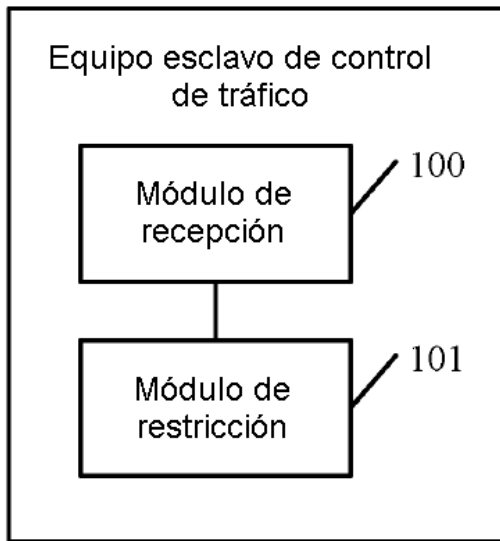 Equipo esclavo de control
de tráfico
Módulo de
recepción
100
Módulo de
restricción
101